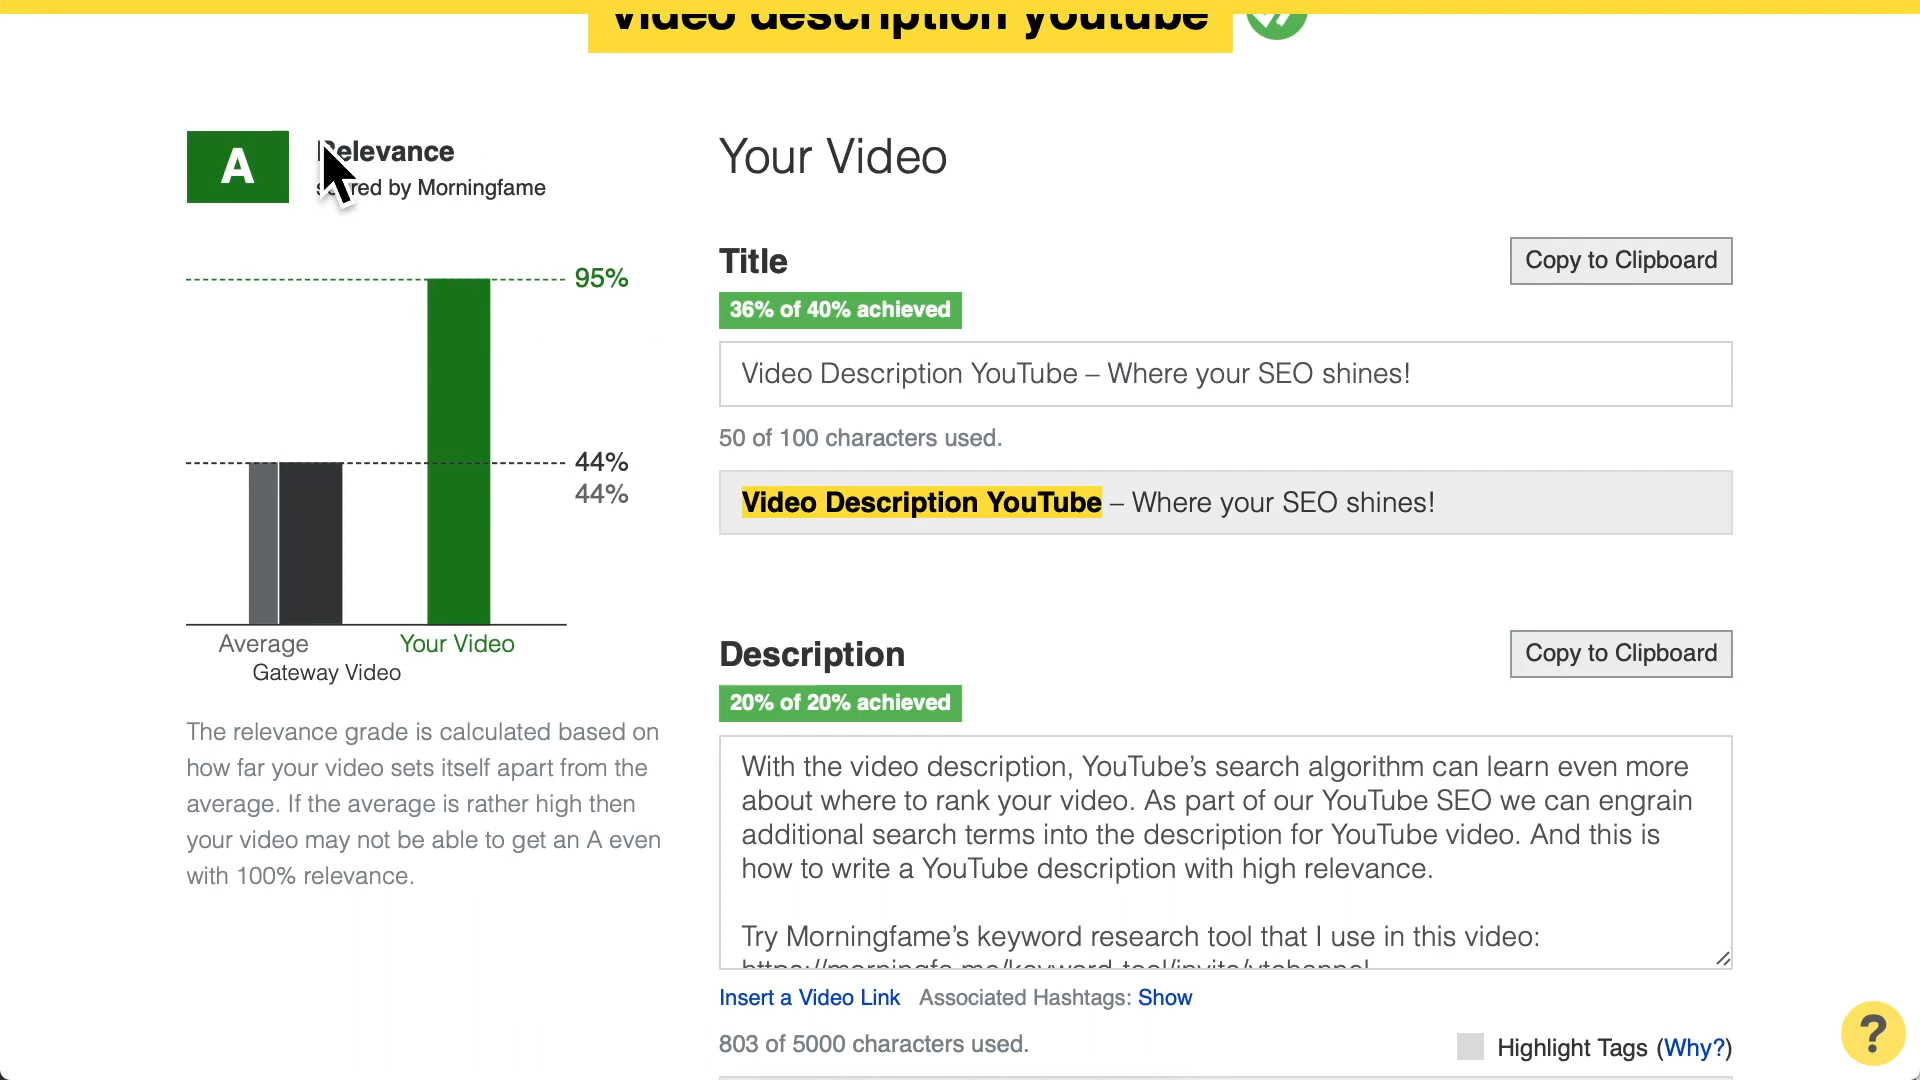 video description youtube
A
Relevance
scored by Morningfame
95%
44%
44%
Average
Your Video
Gateway Video
The relevance grade is calculated based on
how far your video sets itself apart from the
average. If the average is rather high then
your video may not be able to get an A even
with 100% relevance.
Your Video
Title
Copy to Clipboard
36% of 40% achieved
Video Description YouTube – Where your SEO shines!
50 of 100 characters used.
Video Description YouTube – Where your SEO shines!
Description
Copy to Clipboard
20% of 20% achieved
With the video description, YouTube’s search algorithm can learn even more
about where to rank your video. As part of our YouTube SEO we can engrain
additional search terms into the description for YouTube video. And this is
how to write a YouTube description with high relevance.
Try Morningfame’s keyword research tool that I use in this video:
https://morningfa.me/keyword-tool/invite/ytchannel
Insert a Video Link Associated Hashtags: Show
803 of 5000 characters used.
Highlight Tags (Why?)
?